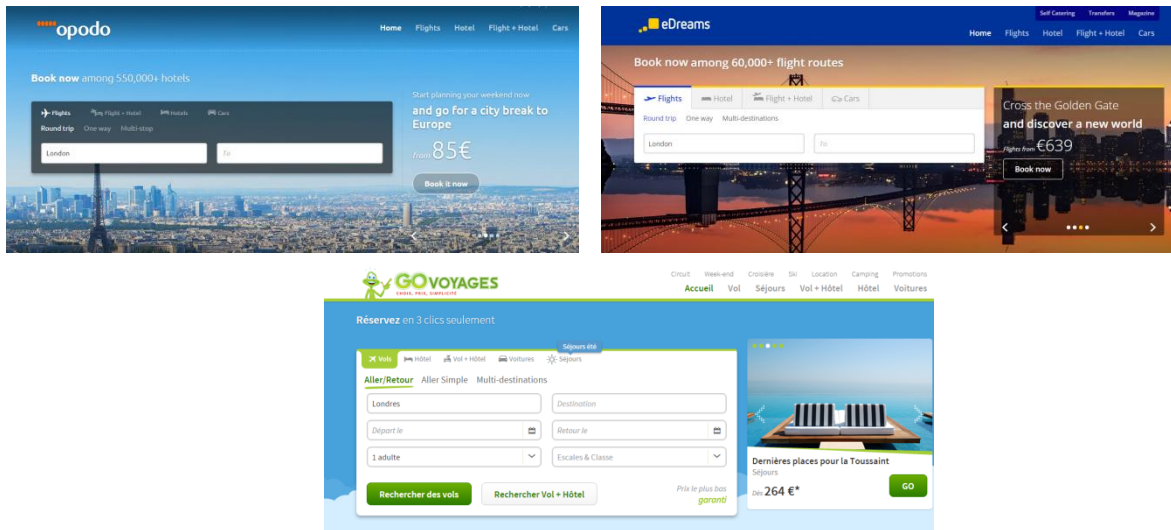 opodo
Home Flights Hotel Flight + Hotel Cars
Book now among 550,000+ hotels
Flights Flight + Hotel Hotels Cars
Round trip One way Multi-stop
London To
Start planning your weekend now
and go for a city break to
Europe
from 85€
Book it now
eDreams
Self Catering Transfers Magazine
Home Flights Hotel Flight + Hotel Cars
Book now among 60,000+ flight routes
Flights Hotel Flight + Hotel Cars
Round trip One way Multi-destinations
London To
Cross the Golden Gate
and discover a new world
Flights from €639
Book now
GO VOYAGES
CHOIX, PRIX, SIMPLICITÉ
Circuit Week-end Croisière Ski Location Camping Promotions
Accueil Vol Séjours Vol + Hôtel Hôtel Voitures
Réservez en 3 clics seulement
Séjours été
Vols Hôtel Vol + Hôtel Voitures Séjours
Aller/Retour Aller Simple Multi-destinations
Londres Destination
Départ le Retour le
1 adulte Escales & Classe
Rechercher des vols Rechercher Vol + Hôtel
Prix le plus bas
garanti
Dernières places pour la Toussaint
Séjours
Dès 264 €*
GO